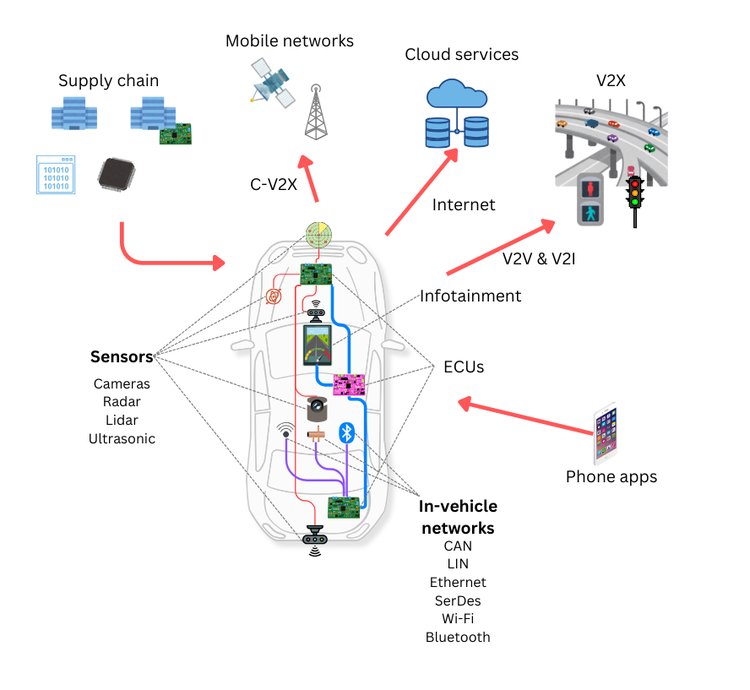 Mobile networks
Cloud services
Supply chain
V2X
101010
101010
101010
C-V2X
Internet
V2V & V2I
Infotainment
Sensors
Cameras
Radar
Lidar
Ultrasonic
ECUs
Phone apps
In-vehicle
networks
CAN
LIN
Ethernet
SerDes
Wi-Fi
Bluetooth